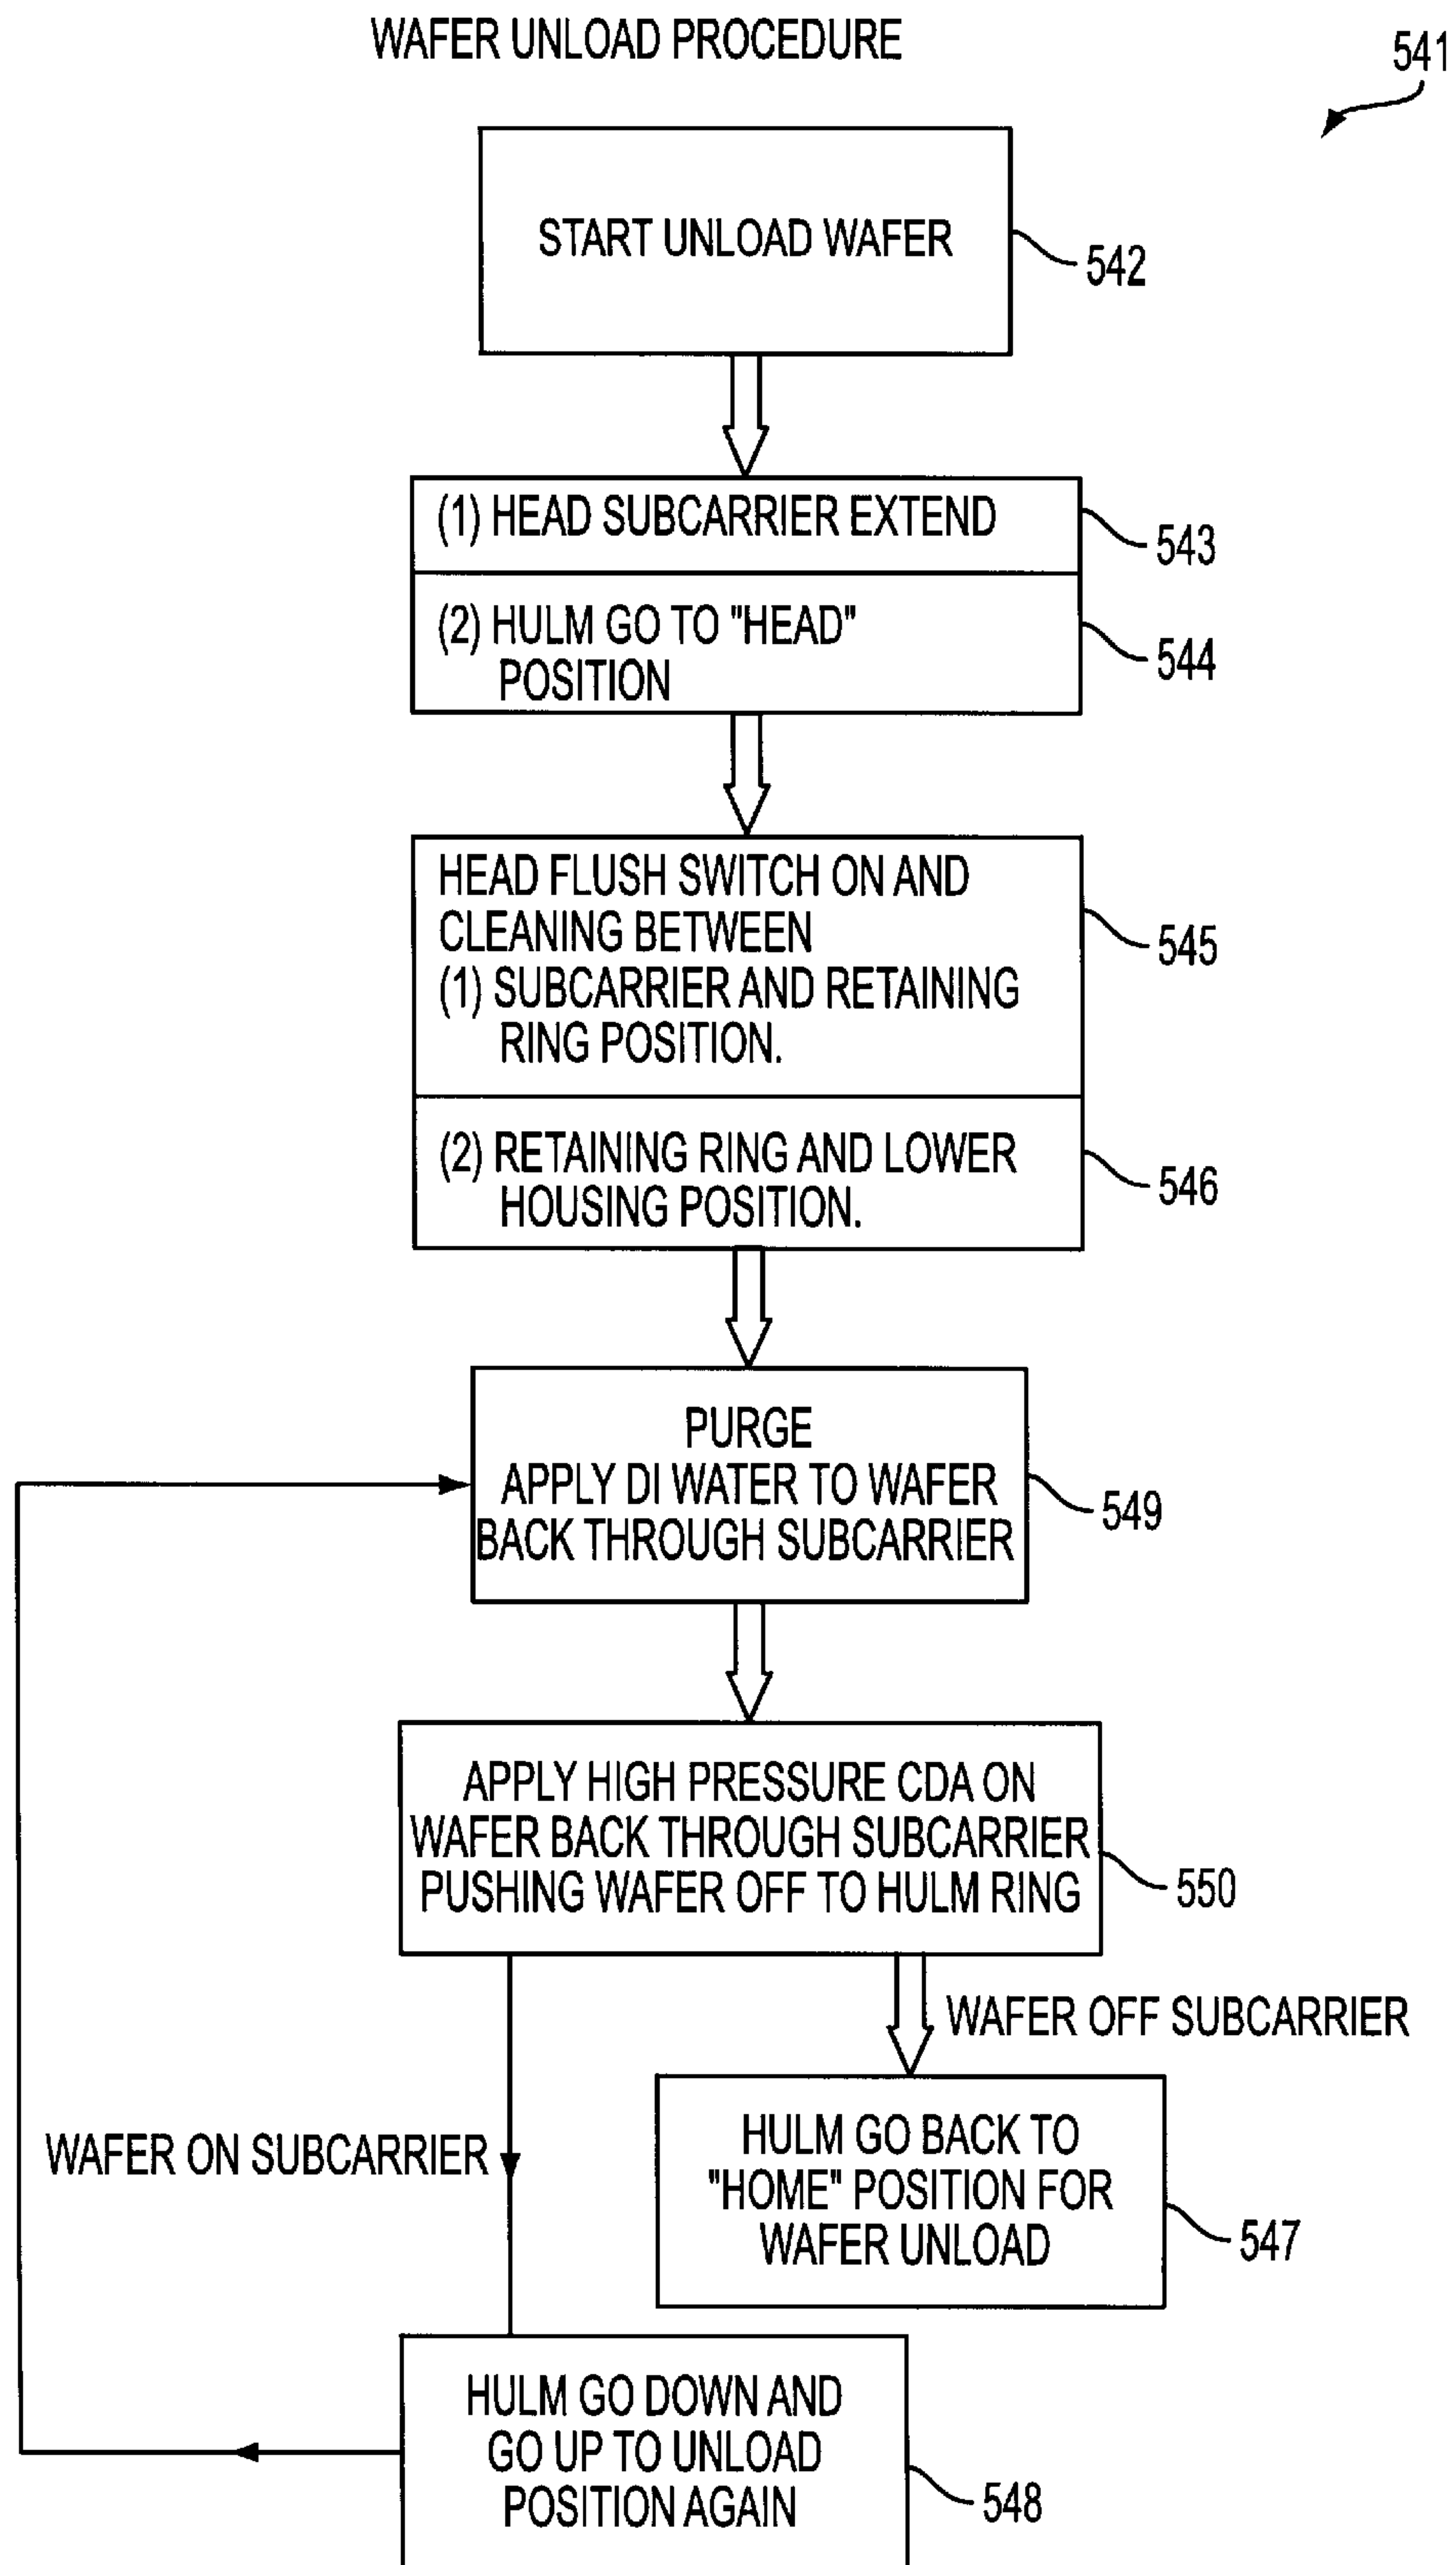 WAFER UNLOAD PROCEDURE
541
START UNLOAD WAFER
542
(1) HEAD SUBCARRIER EXTEND
543
(2) HULM GO TO "HEAD"
POSITION
544
HEAD FLUSH SWITCH ON AND
CLEANING BETWEEN
(1) SUBCARRIER AND RETAINING
RING POSITION.
545
(2) RETAINING RING AND LOWER
HOUSING POSITION.
546
PURGE
APPLY DI WATER TO WAFER
BACK THROUGH SUBCARRIER
549
APPLY HIGH PRESSURE CDA ON
WAFER BACK THROUGH SUBCARRIER
PUSHING WAFER OFF TO HULM RING
550
WAFER OFF SUBCARRIER
WAFER ON SUBCARRIER
HULM GO BACK TO
"HOME" POSITION FOR
WAFER UNLOAD
547
HULM GO DOWN AND
GO UP TO UNLOAD
POSITION AGAIN
548